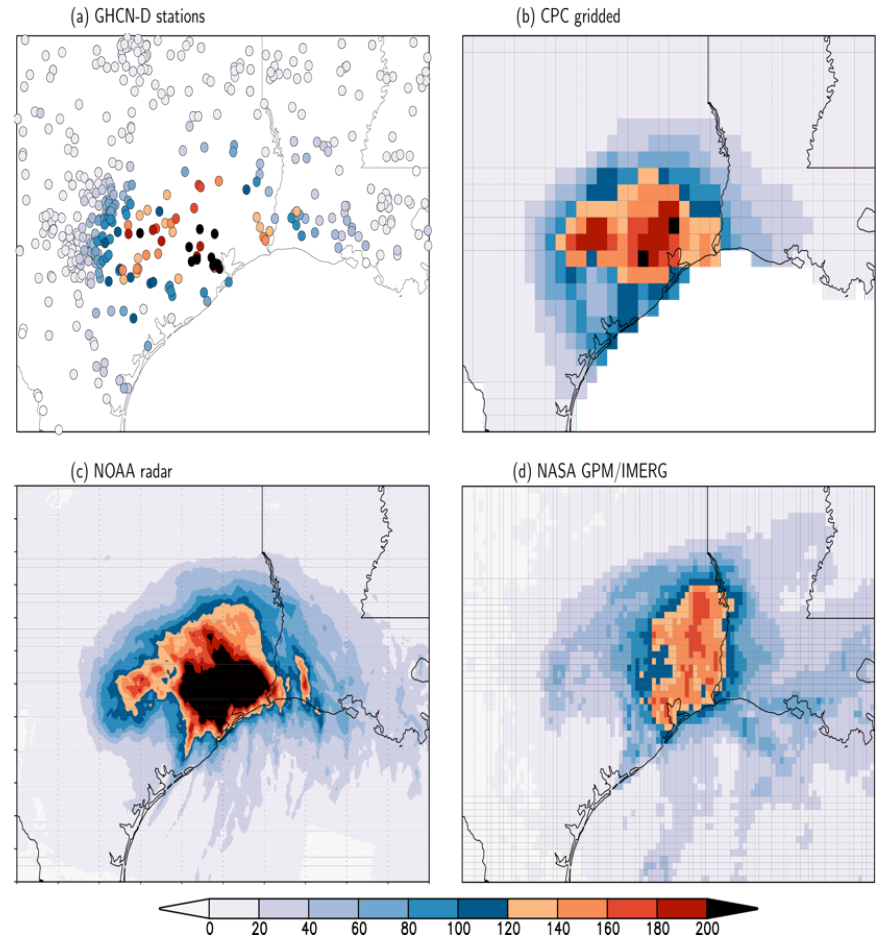 (a) GHCN-D stations
(b) CPC gridded
(c) NOAA radar
(d) NASA GPM/IMERG
0 20 40 60 80 100 120 140 160 180 200